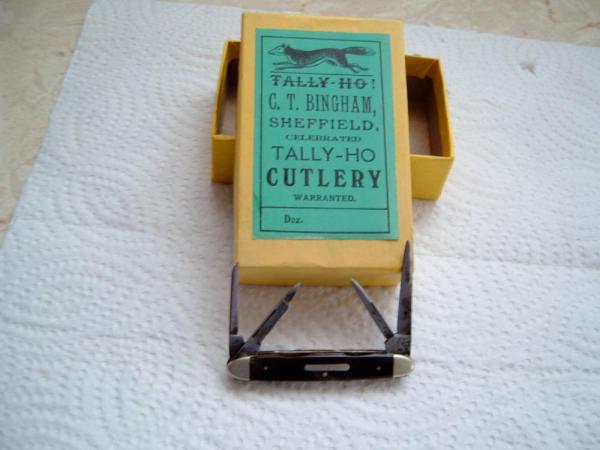 TALLY-HO!
C. T. BINGHAM,
SHEFFIELD,
CELEBRATED
TALLY-HO
CUTLERY
WARRANTED.
Doz.